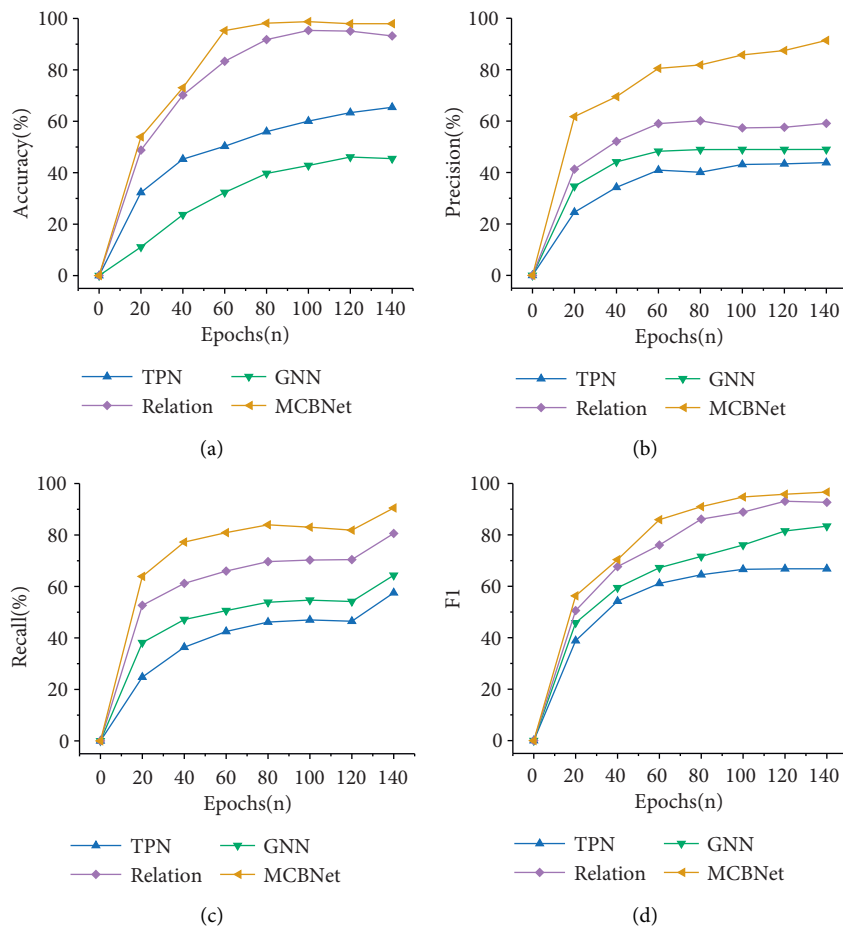 100
80
60
40
20
0
Accuracy(%)
0 20 40 60 80 100 120 140
Epochs(n)
TPN GNN
Relation MCBNet
(a)
100
80
60
40
20
0
Precision(%)
0 20 40 60 80 100 120 140
Epochs(n)
TPN GNN
Relation MCBNet
(b)
100
80
60
40
20
0
Recall(%)
0 20 40 60 80 100 120 140
Epochs(n)
TPN GNN
Relation MCBNet
(c)
100
80
60
40
20
0
F1
0 20 40 60 80 100 120 140
Epochs(n)
TPN GNN
Relation MCBNet
(d)